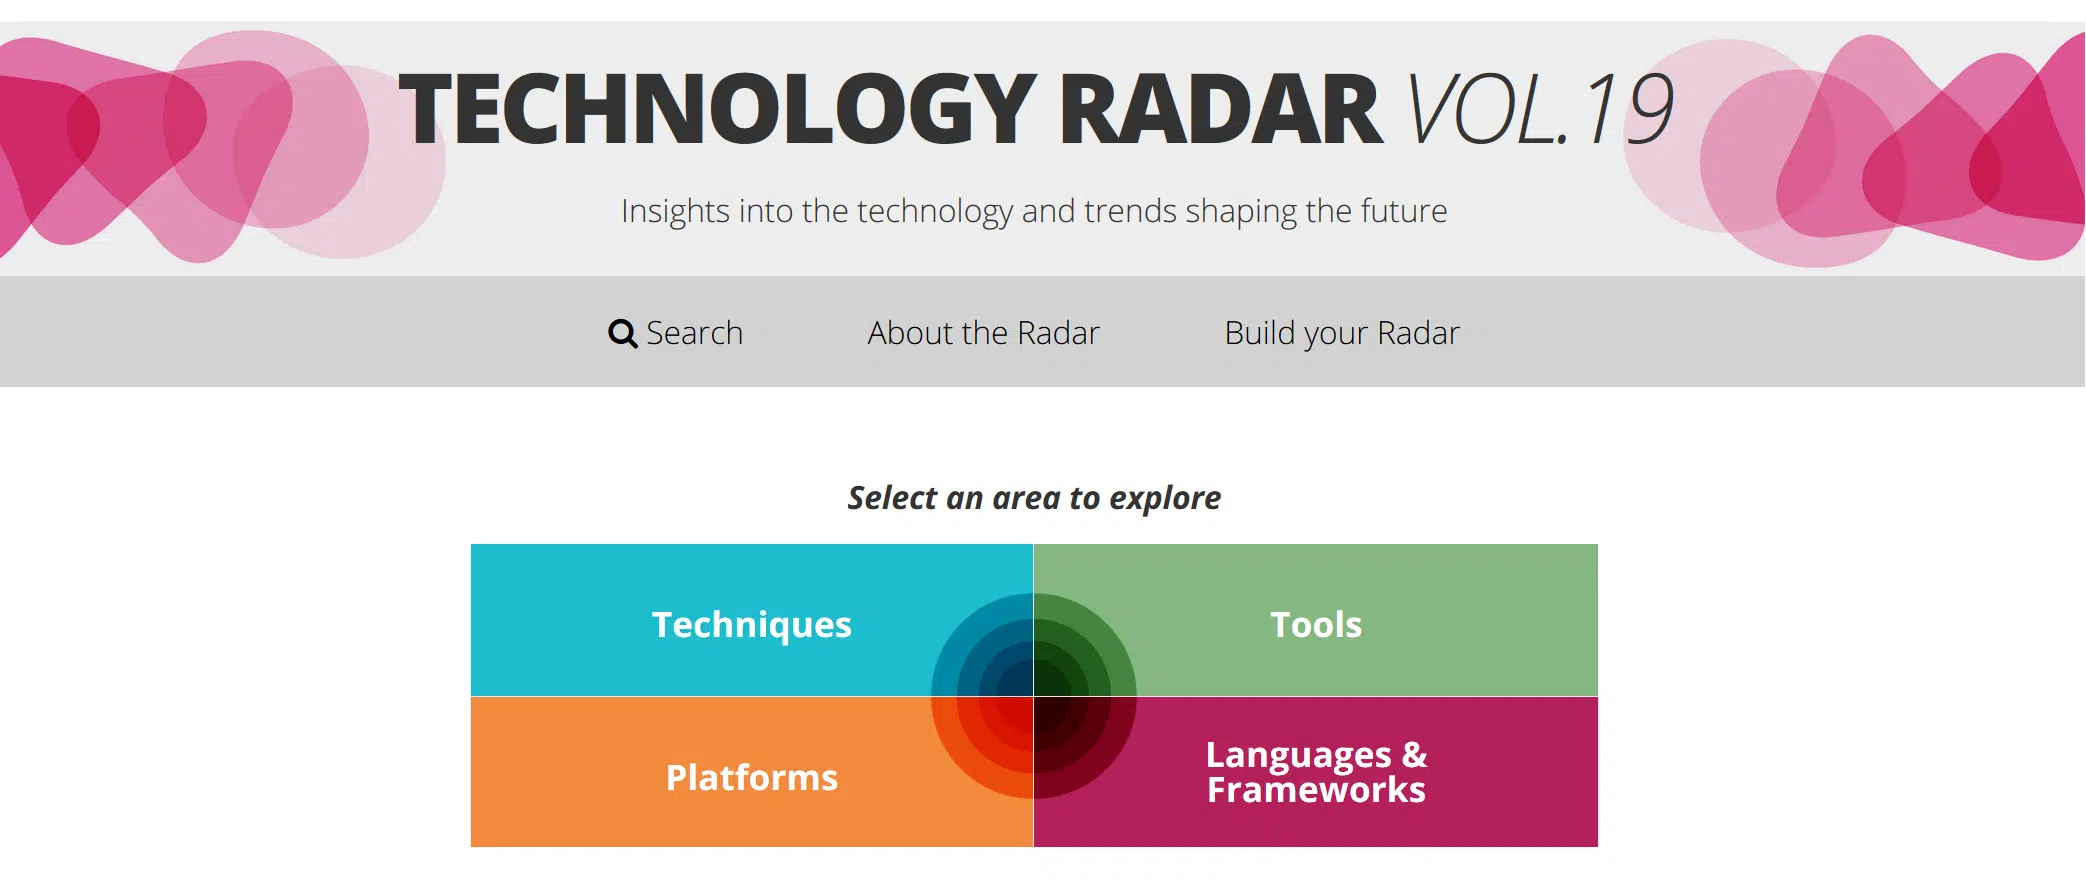 TECHNOLOGY RADAR VOL.19
Insights into the technology and trends shaping the future
Search
About the Radar
Build your Radar
Select an area to explore
Techniques
Tools
Platforms
Languages &
Frameworks